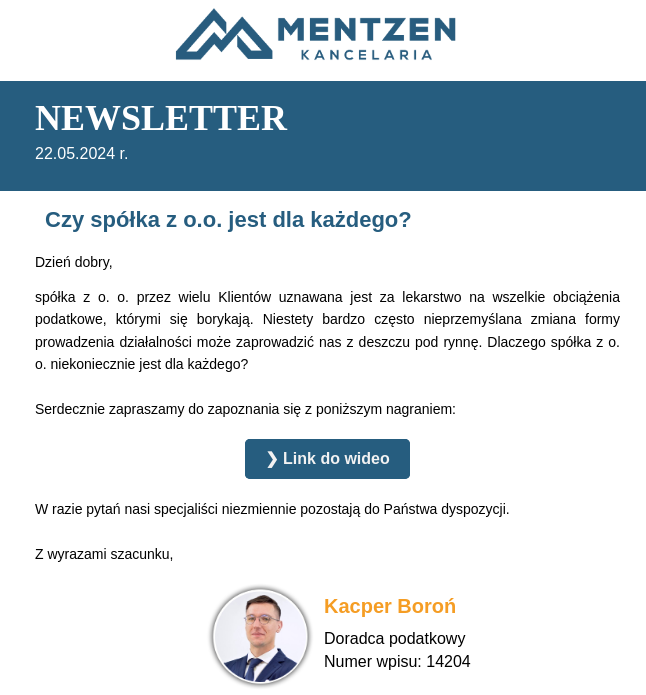 MENTZEN
KANCELARIA
NEWSLETTER
22.05.2024 r.
Czy spółka z o.o. jest dla każdego?
Dzień dobry,
spółka z o. o. przez wielu Klientów uznawana jest za lekarstwo na wszelkie obciążenia
podatkowe, którymi się borykają. Niestety bardzo często nieprzemyślana zmiana formy
prowadzenia działalności może zaprowadzić nas z deszczu pod rynnę. Dlaczego spółka z o.
o. niekoniecznie jest dla każdego?
Serdecznie zapraszamy do zapoznania się z poniższym nagraniem:
❯ Link do wideo
W razie pytań nasi specjaliści niezmiennie pozostają do Państwa dyspozycji.
Z wyrazami szacunku,
Kacper Boroń
Doradca podatkowy
Numer wpisu: 14204